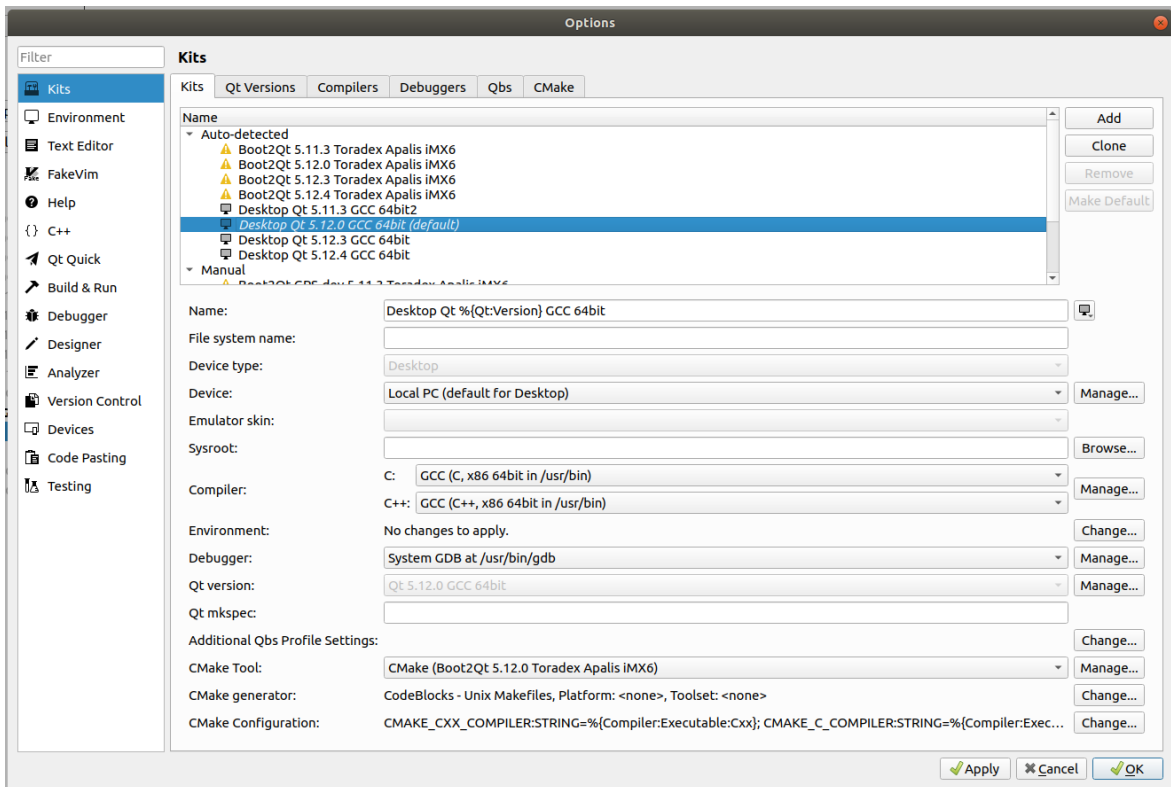 Options
Filter
Kits
Environment
Text Editor
FakeVim
Help
C++
Qt Quick
Build & Run
Debugger
Designer
Analyzer
Version Control
Devices
Code Pasting
Testing
Kits
Kits Qt Versions Compilers Debuggers Qbs CMake
Name
Auto-detected
Boot2Qt 5.11.3 Toradex Apalis iMX6
Boot2Qt 5.12.0 Toradex Apalis iMX6
Boot2Qt 5.12.3 Toradex Apalis iMX6
Boot2Qt 5.12.4 Toradex Apalis iMX6
Desktop Qt 5.11.3 GCC 64bit2
Desktop Qt 5.12.0 GCC 64bit (default)
Desktop Qt 5.12.3 GCC 64bit
Desktop Qt 5.12.4 GCC 64bit
Manual
Boot2Qt GPS-dev 5.11.3 Toradex Apalis iMX6
Add
Clone
Remove
Make Default
Name: Desktop Qt %{Qt:Version} GCC 64bit
File system name:
Device type: Desktop
Device: Local PC (default for Desktop) Manage...
Emulator skin:
Sysroot: Browse...
Compiler: C: GCC (C, x86 64bit in /usr/bin) Manage...
C++: GCC (C++, x86 64bit in /usr/bin)
Environment: No changes to apply. Change...
Debugger: System GDB at /usr/bin/gdb Manage...
Qt version: Qt 5.12.0 GCC 64bit Manage...
Qt mkspec:
Additional Qbs Profile Settings: Change...
CMake Tool: CMake (Boot2Qt 5.12.0 Toradex Apalis iMX6) Manage...
CMake generator: CodeBlocks - Unix Makefiles, Platform: <none>, Toolset: <none> Change...
CMake Configuration: CMAKE_CXX_COMPILER:STRING=%{Compiler:Executable:Cxx}; CMAKE_C_COMPILER:STRING=%{Compiler:Exec... Change...
Apply Cancel OK